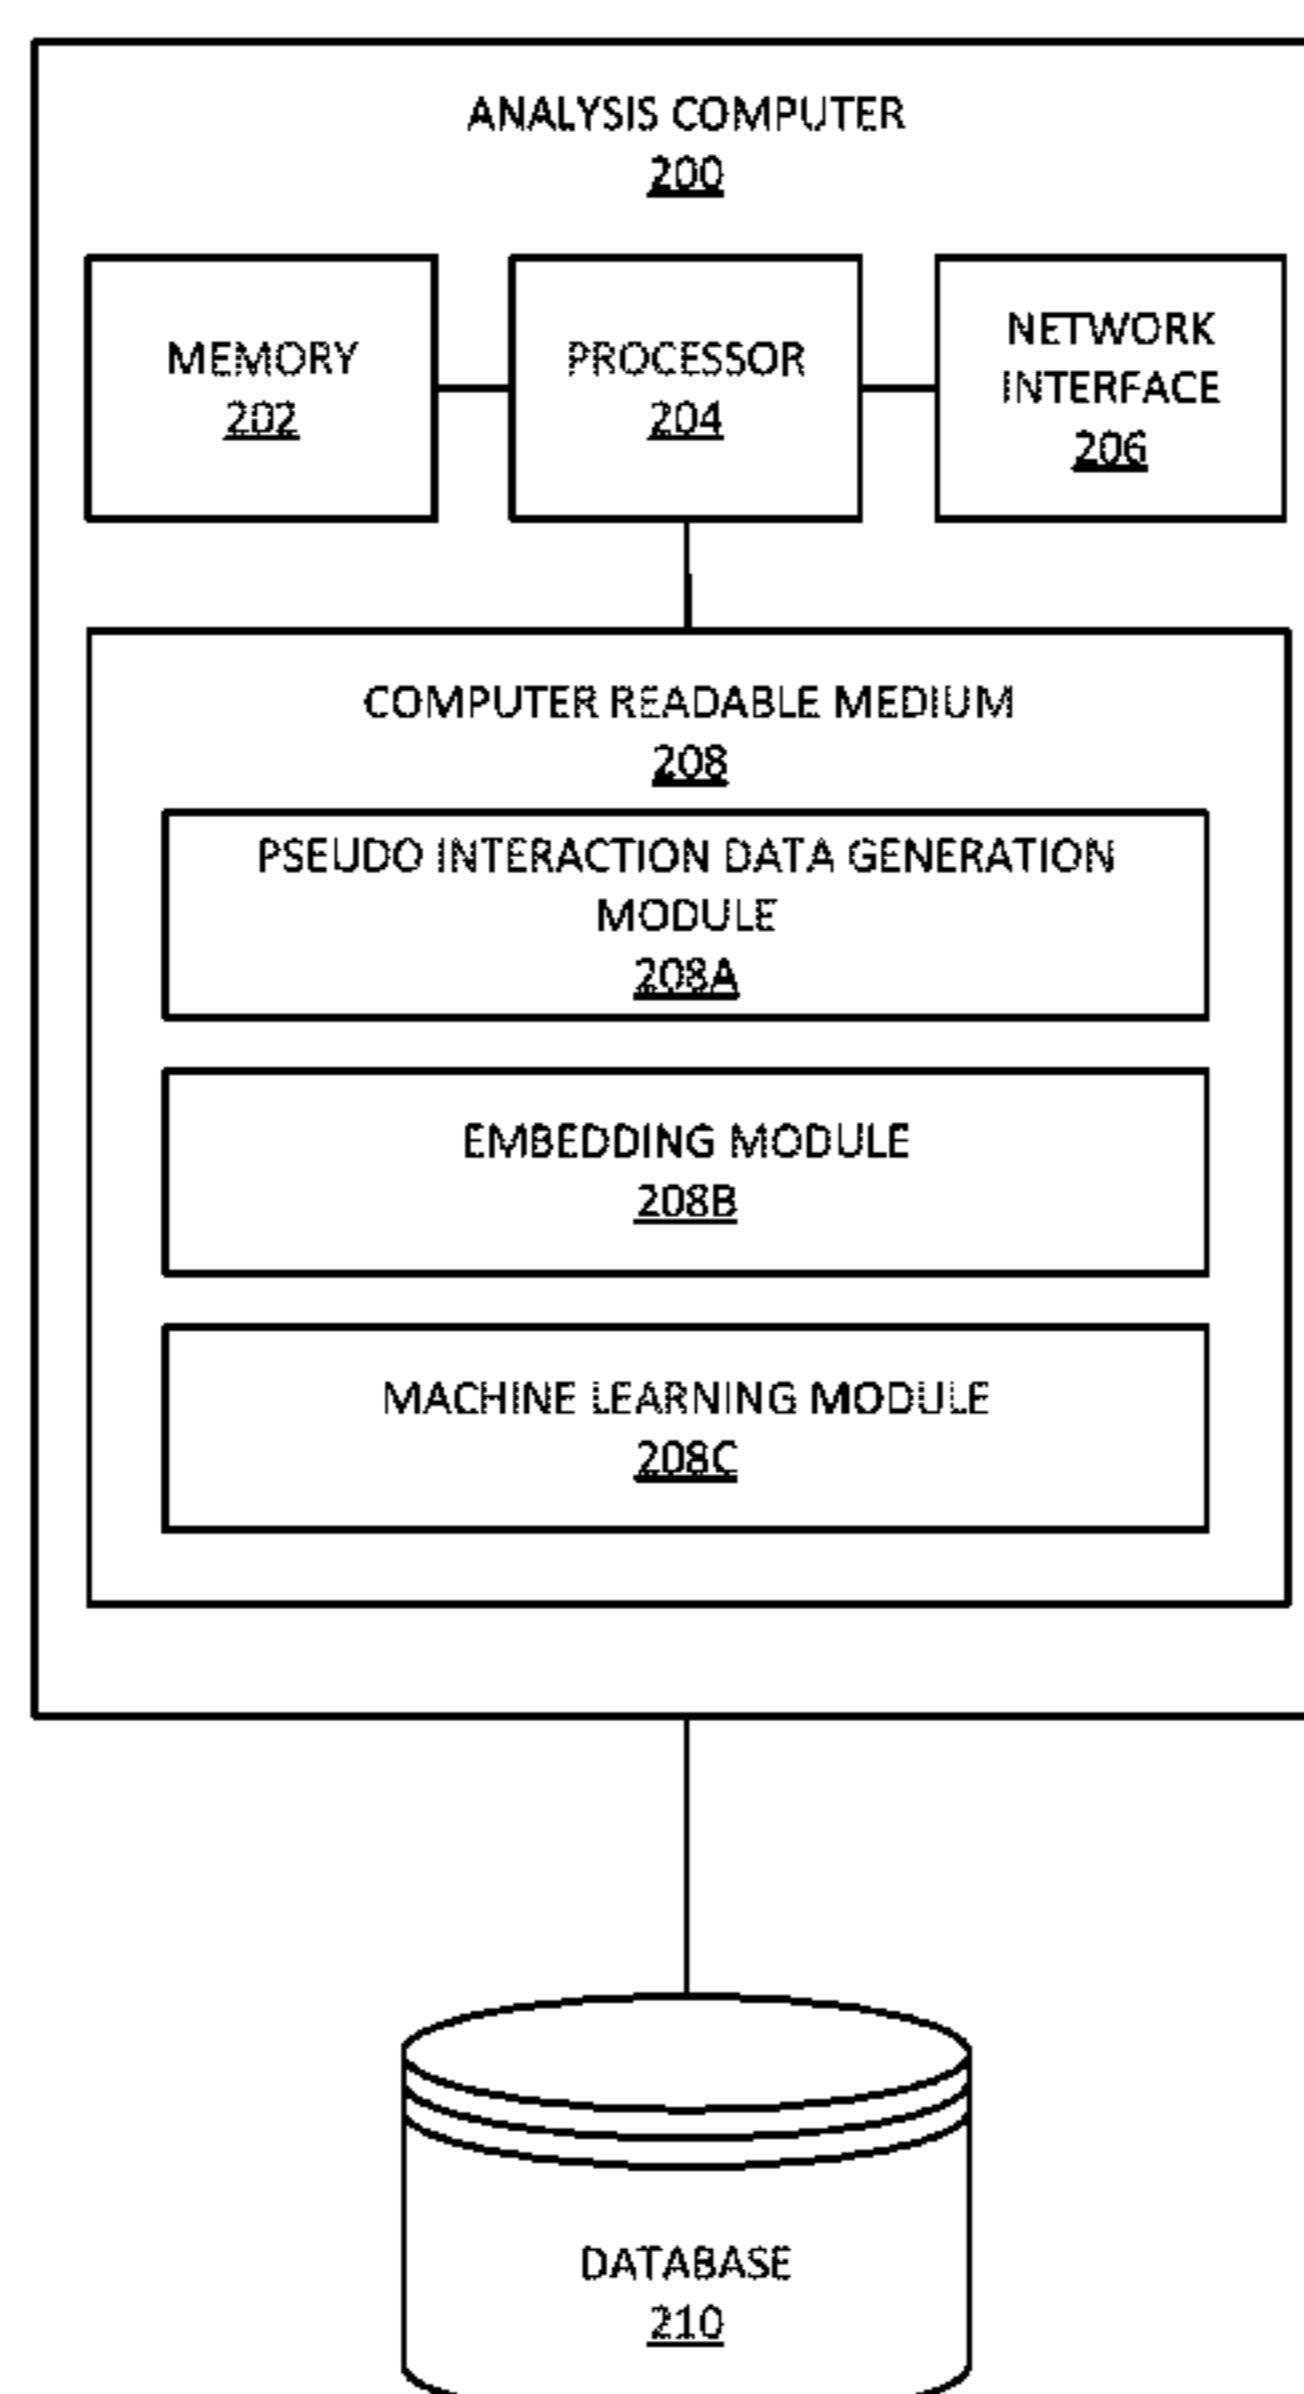 ANALYSIS COMPUTER
200
MEMORY
202
PROCESSOR
204
NETWORK
INTERFACE
206
COMPUTER READABLE MEDIUM
208
PSEUDO INTERACTION DATA GENERATION
MODULE
208A
EMBEDDING MODULE
208B
MACHINE LEARNING MODULE
208C
DATABASE
210